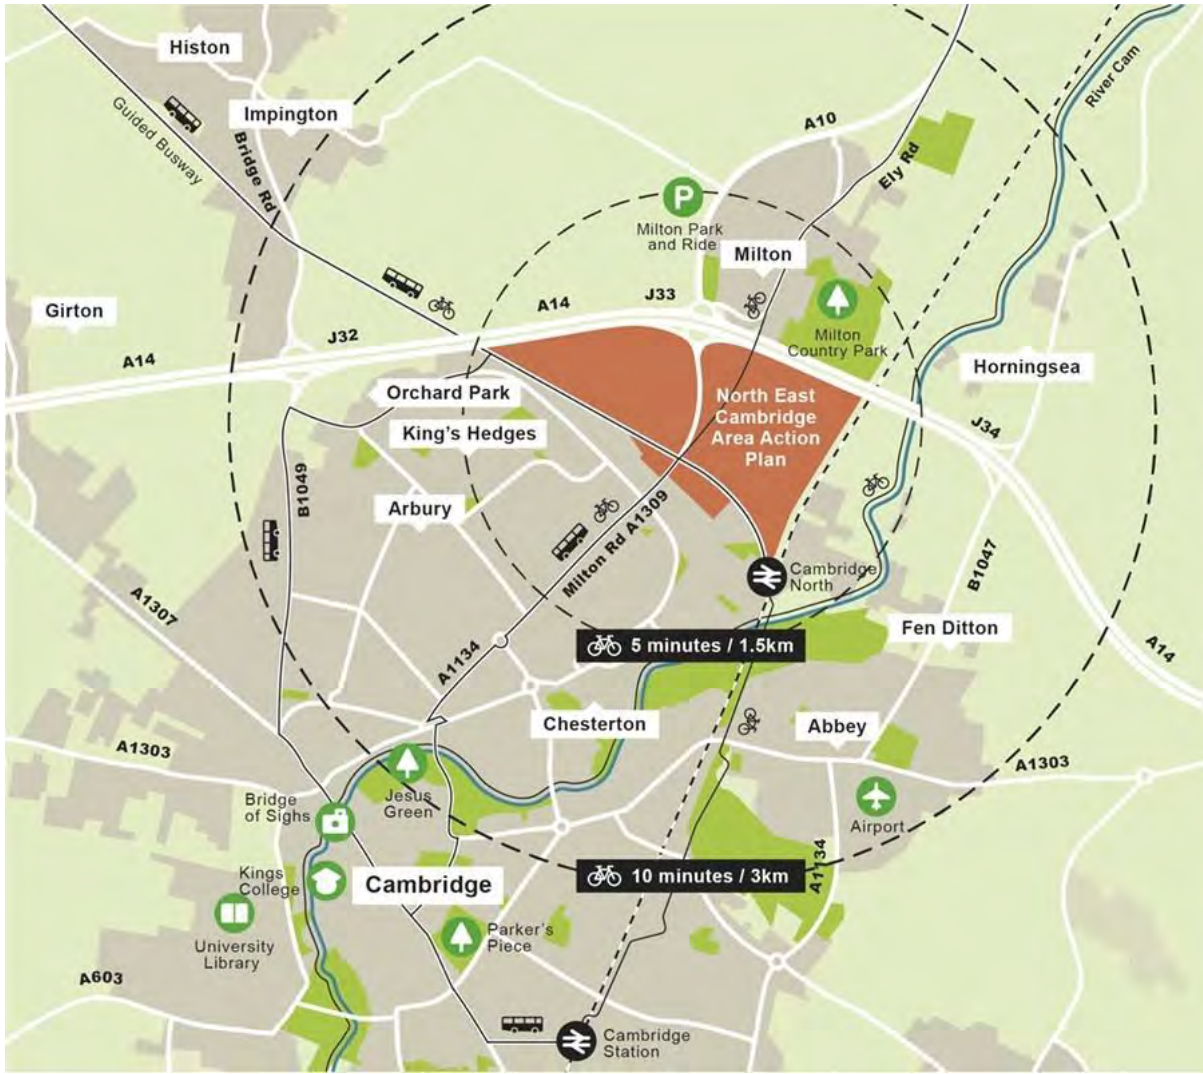 Histon
Impington
Guided Busway
Bridge Rd
A10
Ely Rd
River Cam
P
Milton Park
and Ride
Milton
Girton
A14
J32
A14
J33
Milton
Country Park
Horningsea
Orchard Park
King's Hedges
North East
Cambridge
Area Action
Plan
J34
B1049
Arbury
Milton Rd A1309
Cambridge
North
B1047
A1307
Fen Ditton
5 minutes / 1.5km
A14
A1134
Chesterton
Abbey
A1303
A1303
Bridge
of Sighs
Jesus
Green
Airport
Kings
College
Cambridge
10 minutes / 3km
A1134
University
Library
Parker's
Piece
A603
Cambridge
Station